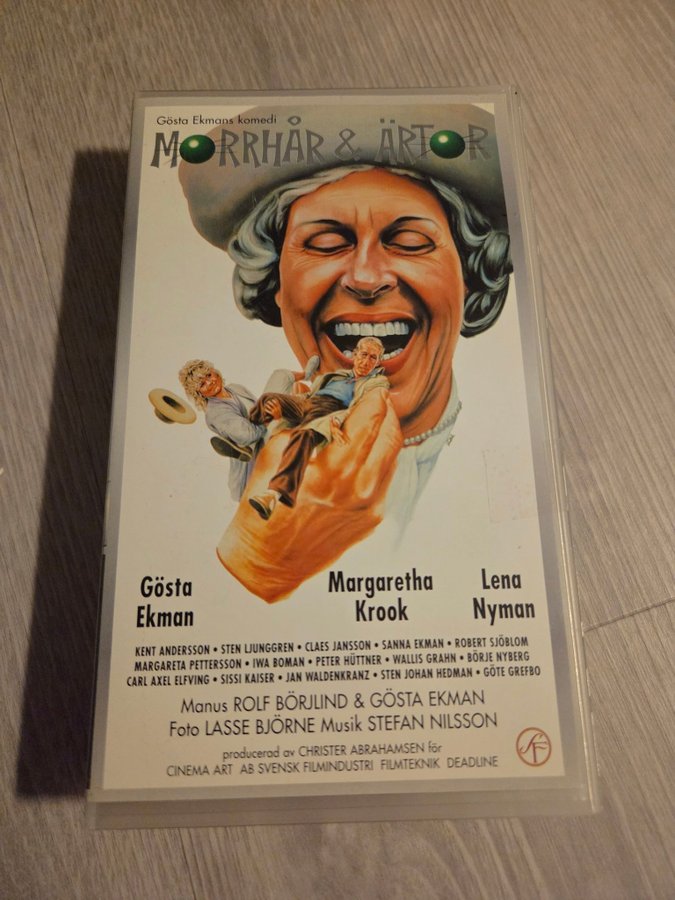 Gösta Ekmans komedi
MORRHÅR & ÄRTOR
Gösta Ekman
Margaretha Krook
Lena Nyman
KENT ANDERSSON • STEN LJUNGGREN • CLAES JANSSON • SANNA EKMAN • ROBERT SJÖBLOM
MARGARETA PETTERSSON • IWA BOMAN • PETER HÜTTNER • WALLIS GRAHN • BÖRJE NYBERG
CARL AXEL ELFVING • SISSI KAISER • JAN WALDENKRANZ • STEN JOHAN HEDMAN • GÖTE GREFBO
Manus ROLF BÖRJLIND & GÖSTA EKMAN
Foto LASSE BJÖRNE Musik STEFAN NILSSON
producerad av CHRISTER ABRAHAMSEN för
CINEMA ART AB SVENSK FILMINDUSTRI FILMTEKNIK DEADLINE
SF